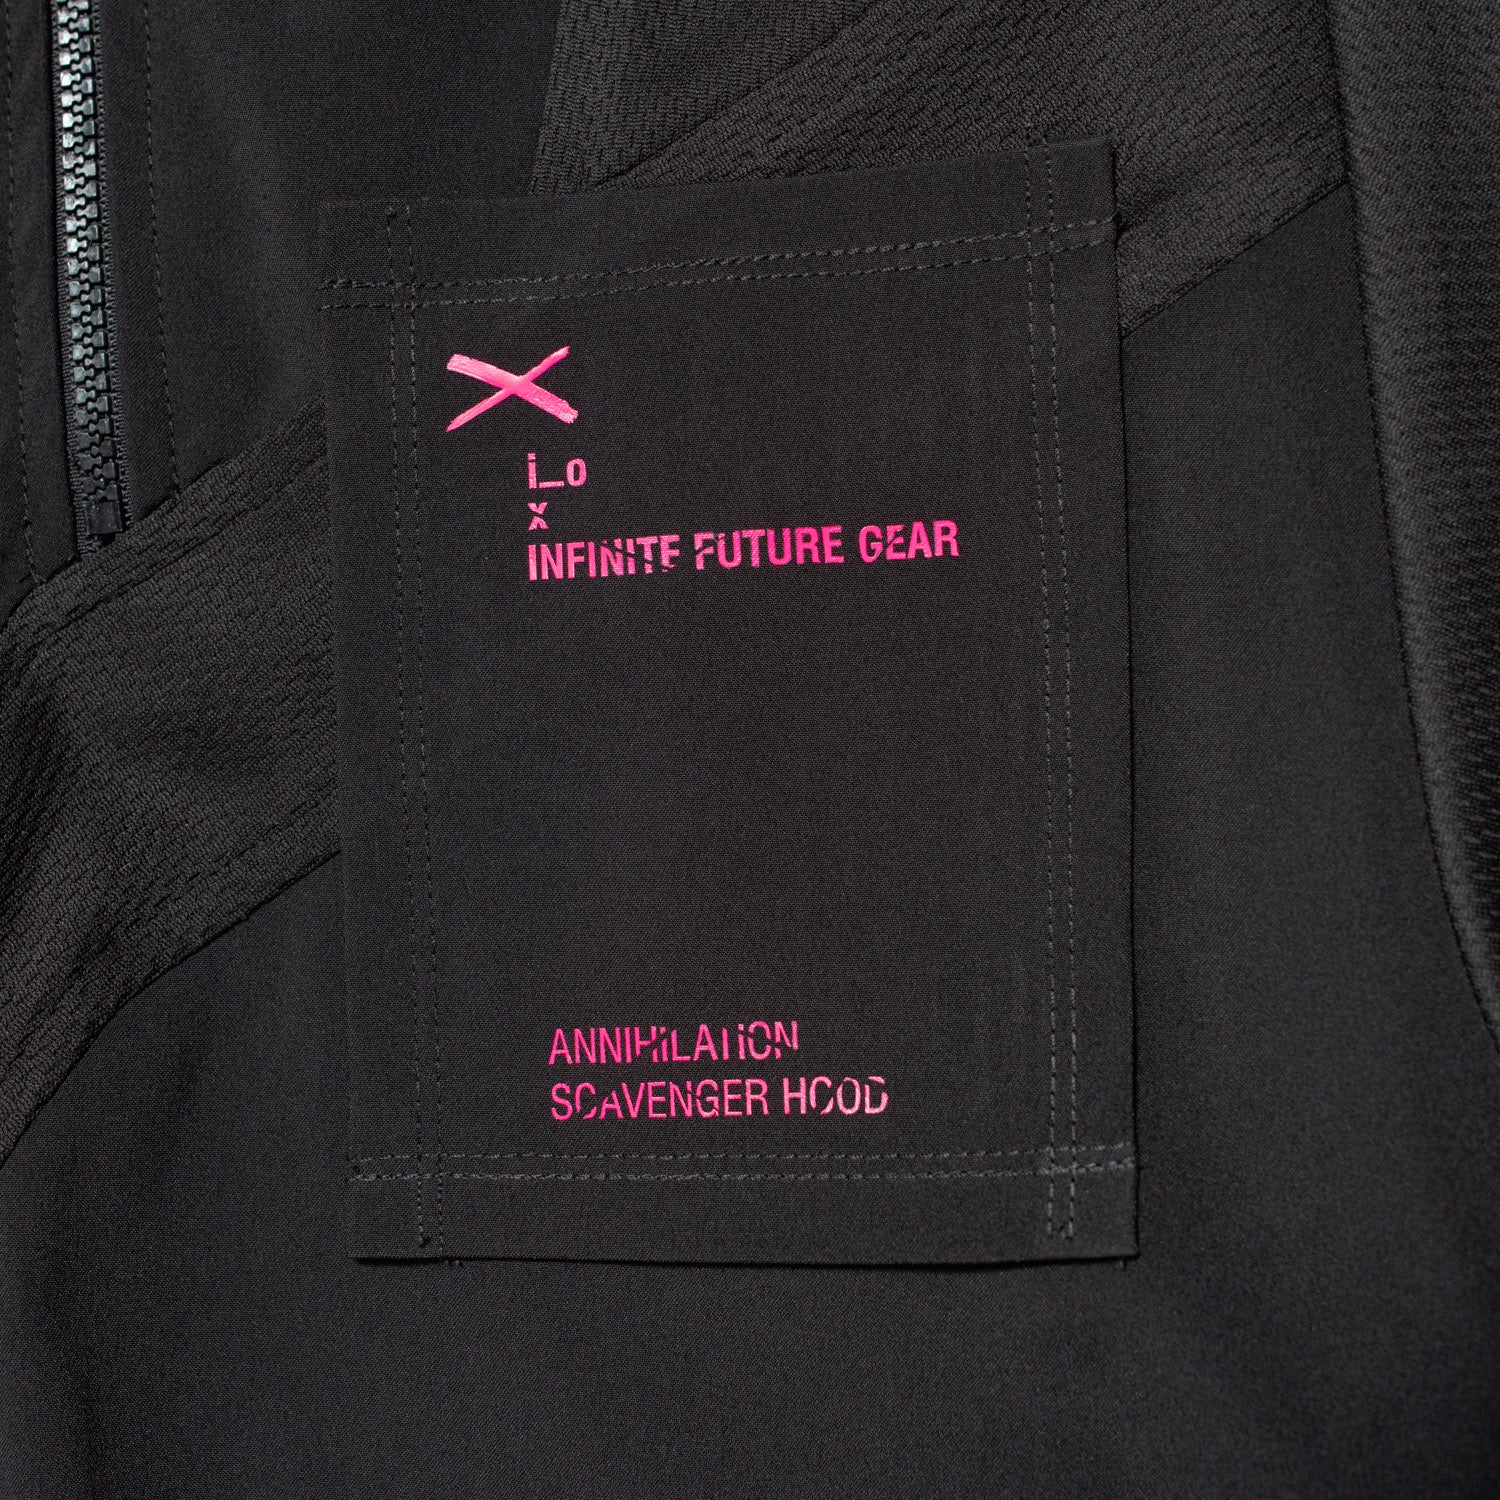 i_o
x
INFINITE FUTURE GEAR
ANNIHILATiON
SCAVENGER HOOD